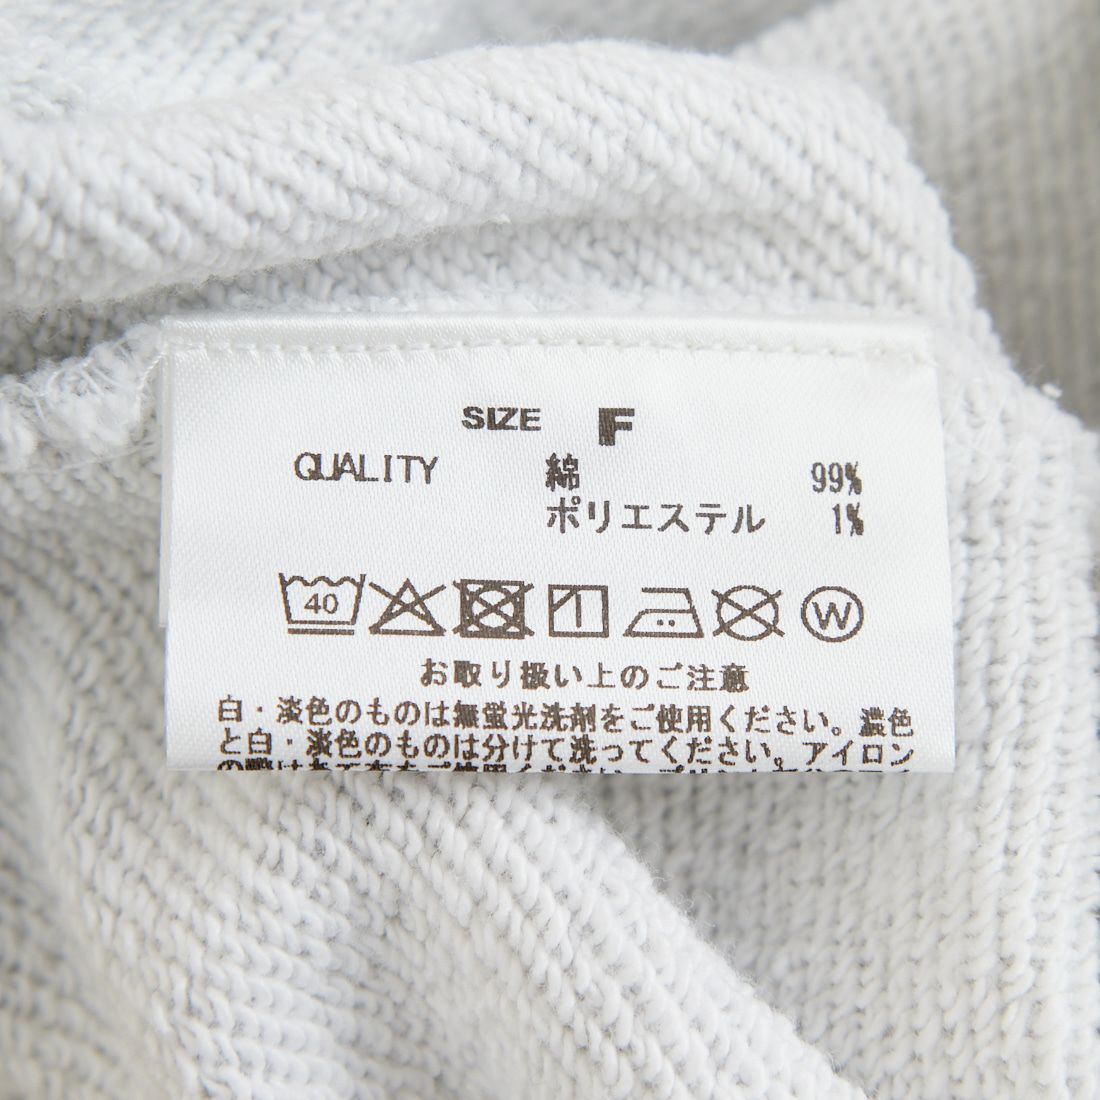 SIZE F
QUALITY 綿 99%
ポリエステル 1%
40 W
お取り扱い上のご注意
白・淡色のものは無蛍光洗剤をご使用ください。濃色
と白・淡色のものは分けて洗ってください。アイロン